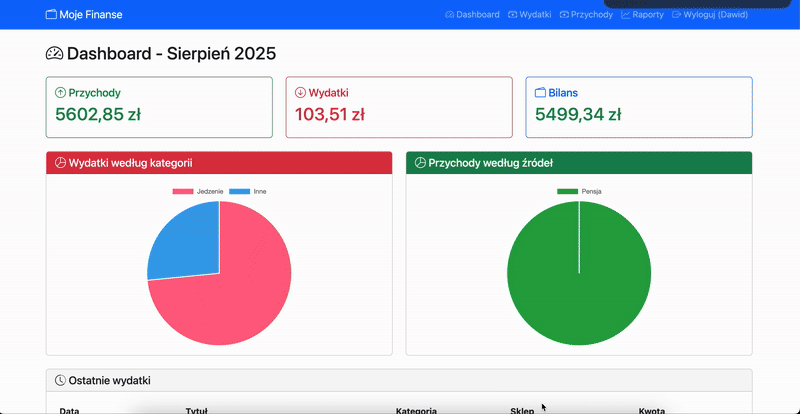 Moje Finanse
Dashboard Wydatki Przychody Raporty Wyloguj (Dawid)
Dashboard - Sierpień 2025
Przychody
5602,85 zł
Wydatki
103,51 zł
Bilans
5499,34 zł
Wydatki według kategorii
Jedzenie Inne
Przychody według źródeł
Pensja
Ostatnie wydatki
Data Tytuł Kategoria Sklep Kwota